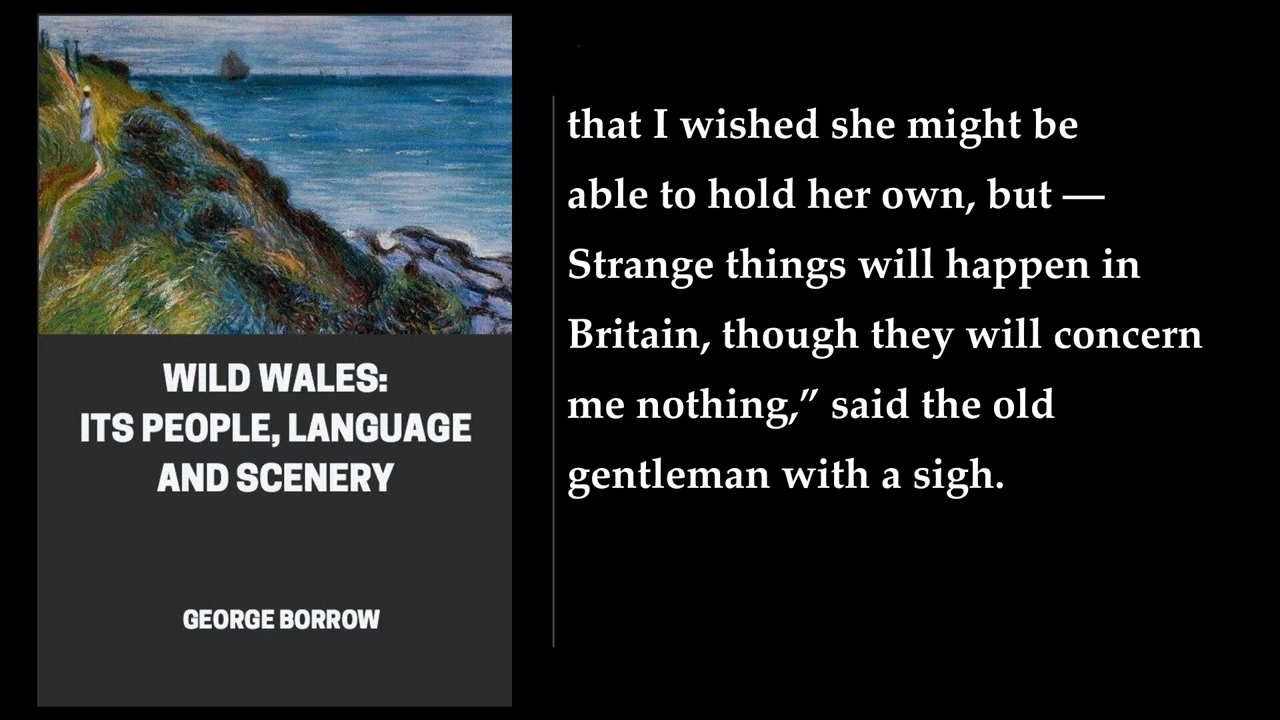 WILD WALES:
ITS PEOPLE, LANGUAGE
AND SCENERY
GEORGE BORROW
that I wished she might be
able to hold her own, but —
Strange things will happen in
Britain, though they will concern
me nothing,” said the old
gentleman with a sigh.